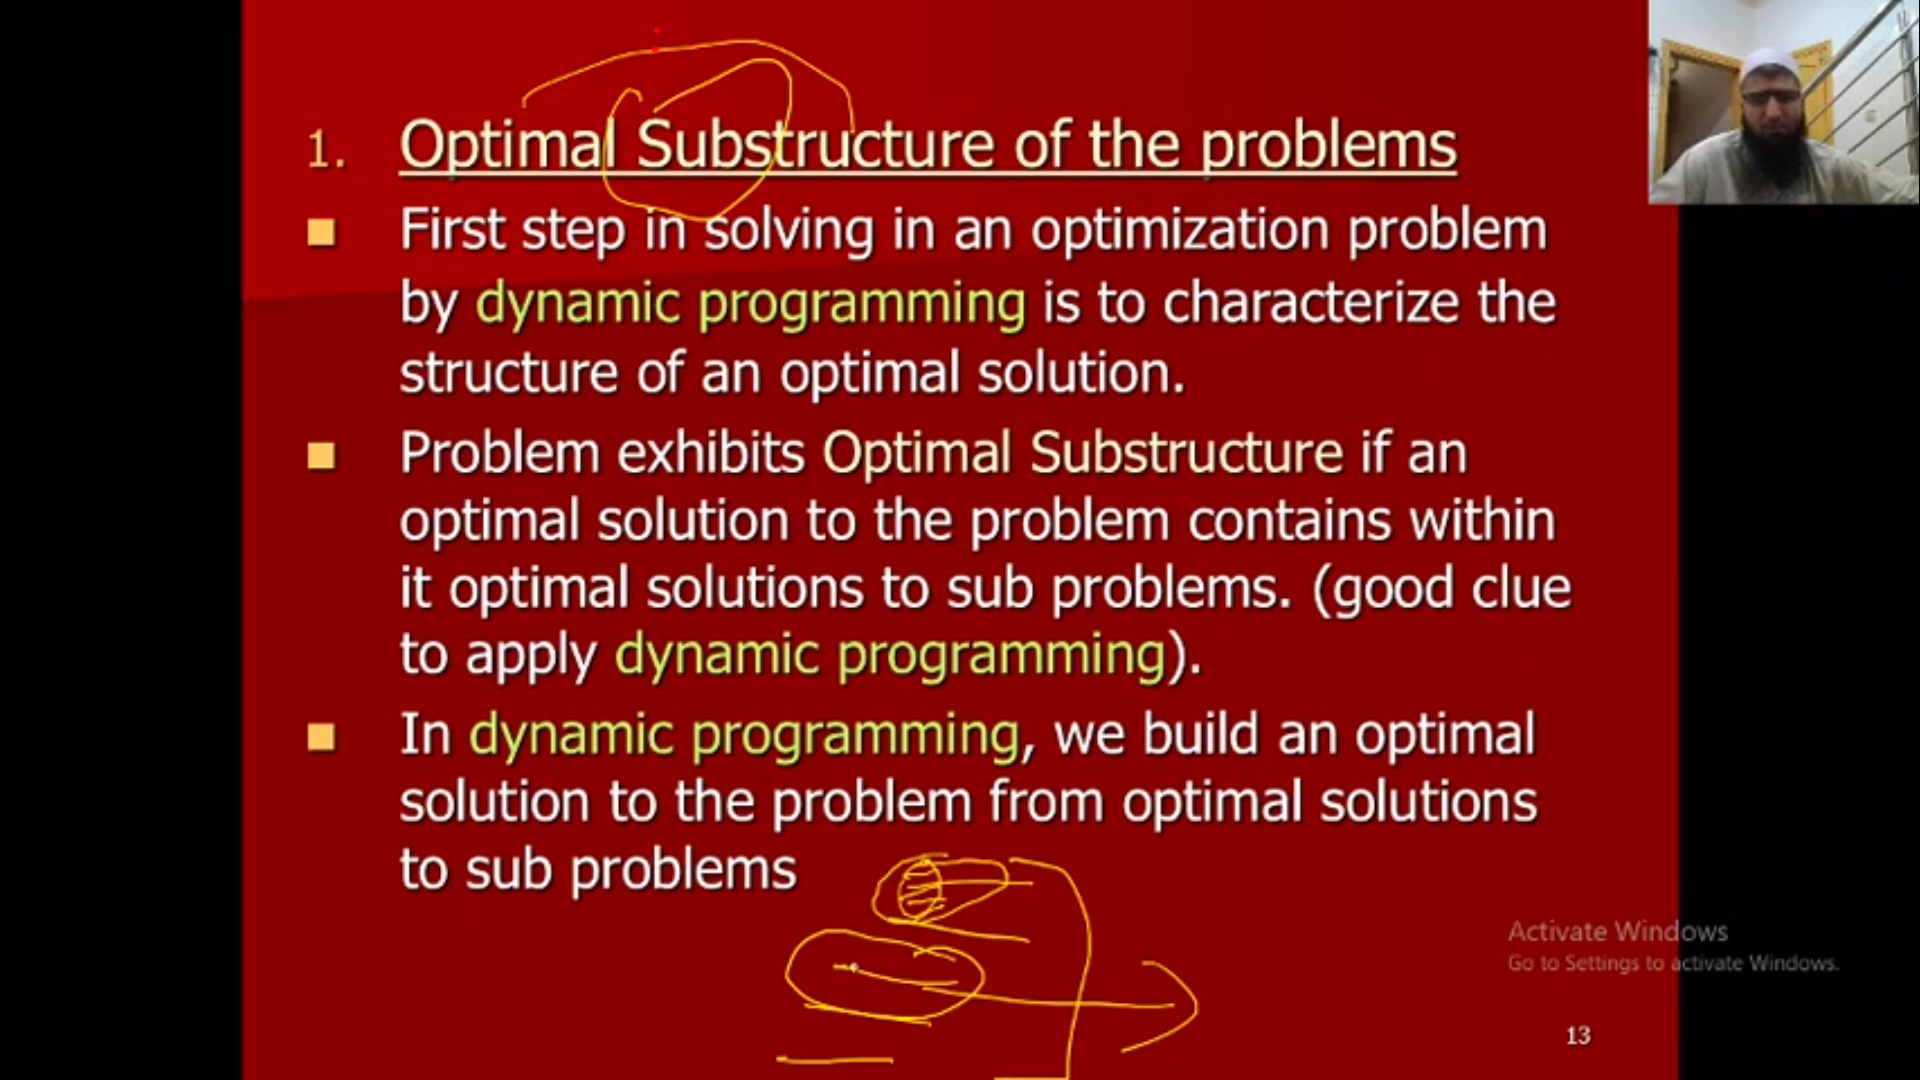 1. Optimal Substructure of the problems
■ First step in solving in an optimization problem
by dynamic programming is to characterize the
structure of an optimal solution.
■ Problem exhibits Optimal Substructure if an
optimal solution to the problem contains within
it optimal solutions to sub problems. (good clue
to apply dynamic programming).
■ In dynamic programming, we build an optimal
solution to the problem from optimal solutions
to sub problems
Activate Windows
Go to Settings to activate Windows.
13